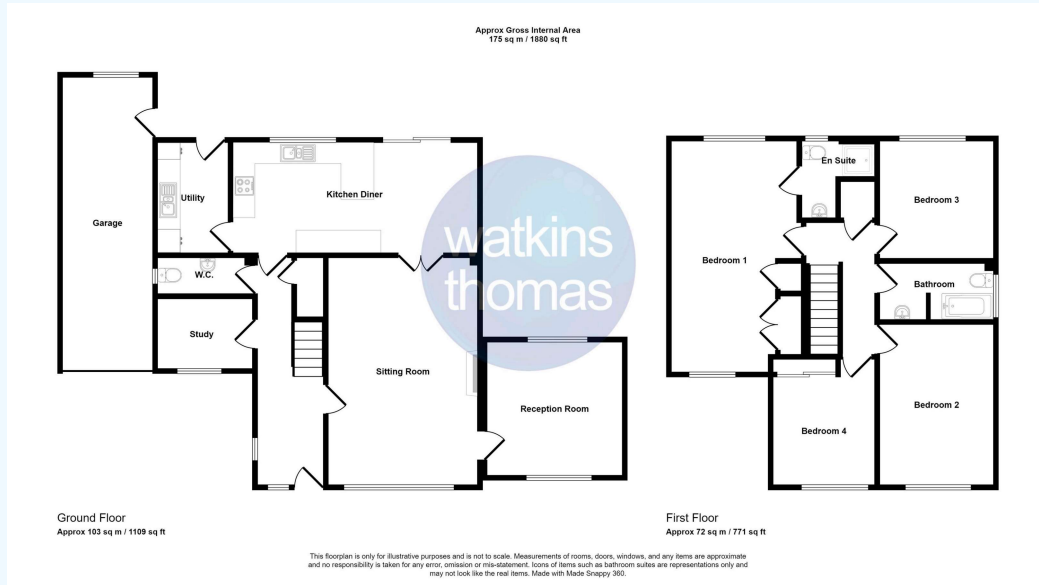 Approx Gross Internal Area
175 sq m / 1880 sq ft
En Suite
Utility
Kitchen Diner
Bedroom 3
Garage
watkins
thomas
Bedroom 1
W.C.
Bathroom
Study
Sitting Room
Reception Room
Bedroom 2
Bedroom 4
Ground Floor
Approx 103 sq m / 1109 sq ft
First Floor
Approx 72 sq m / 771 sq ft
This floorplan is only for illustrative purposes and is not to scale. Measurements of rooms, doors, windows, and any items are approximate
and no responsibility is taken for any error, omission or mis-statement. Icons of items such as bathroom suites are representations only and
may not look like the real items. Made with Made Snappy 360.